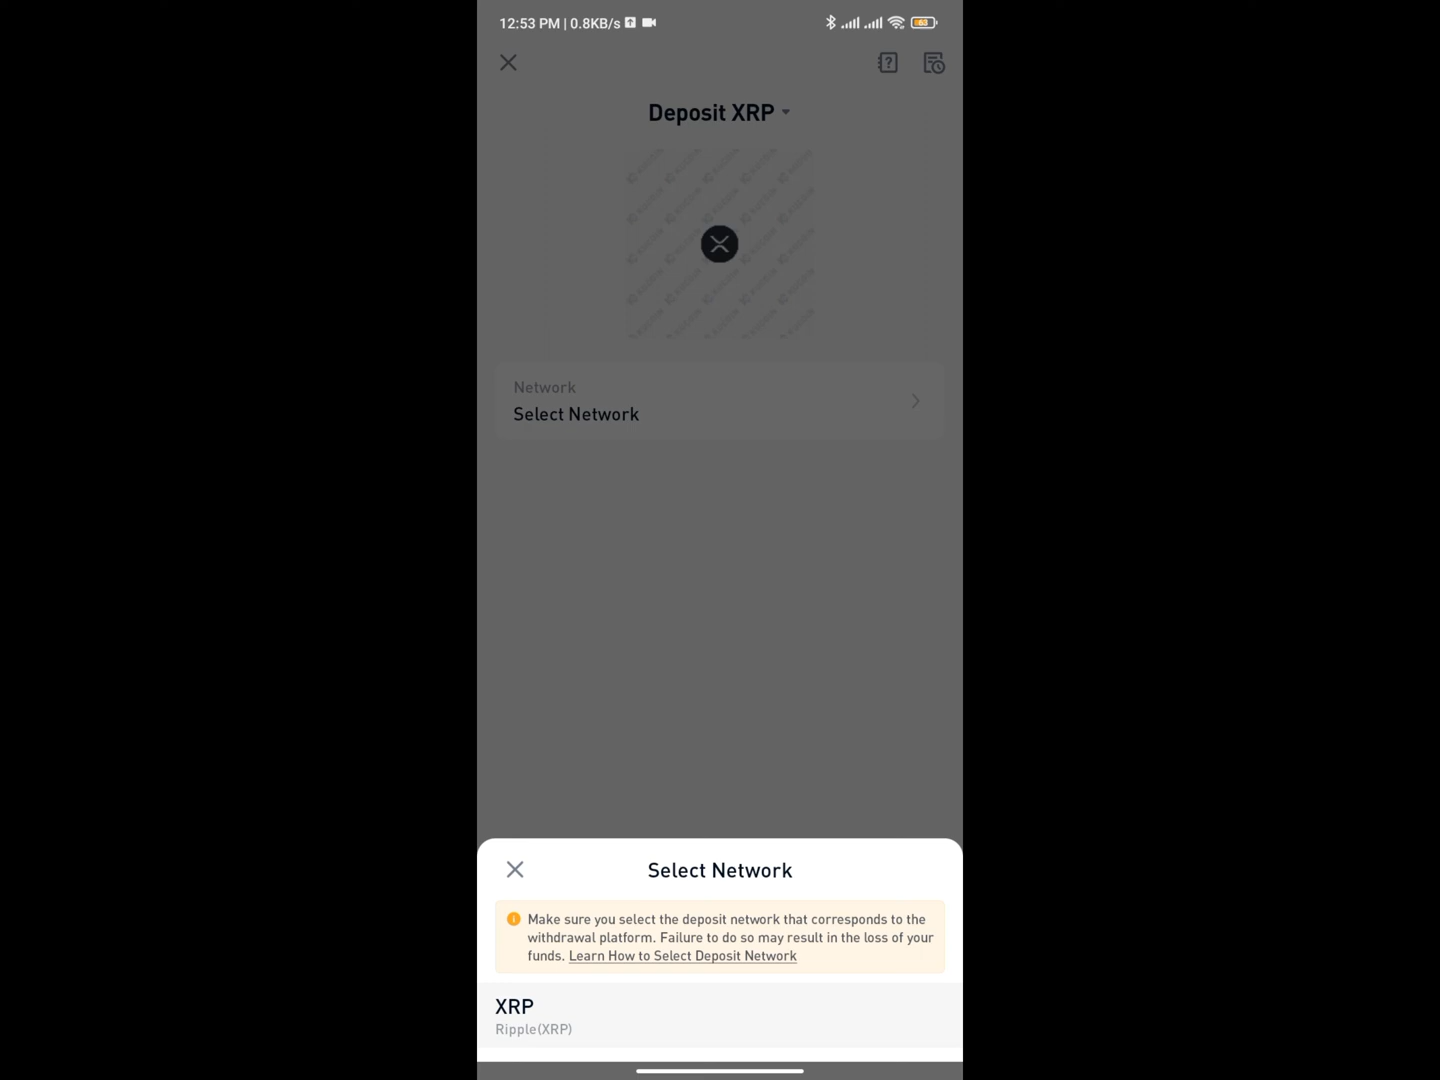 12:53 PM | 0.8KB/s
63
Deposit XRP
Network
Select Network
Select Network
Make sure you select the deposit network that corresponds to the
withdrawal platform. Failure to do so may result in the loss of your
funds. Learn How to Select Deposit Network
XRP
Ripple(XRP)